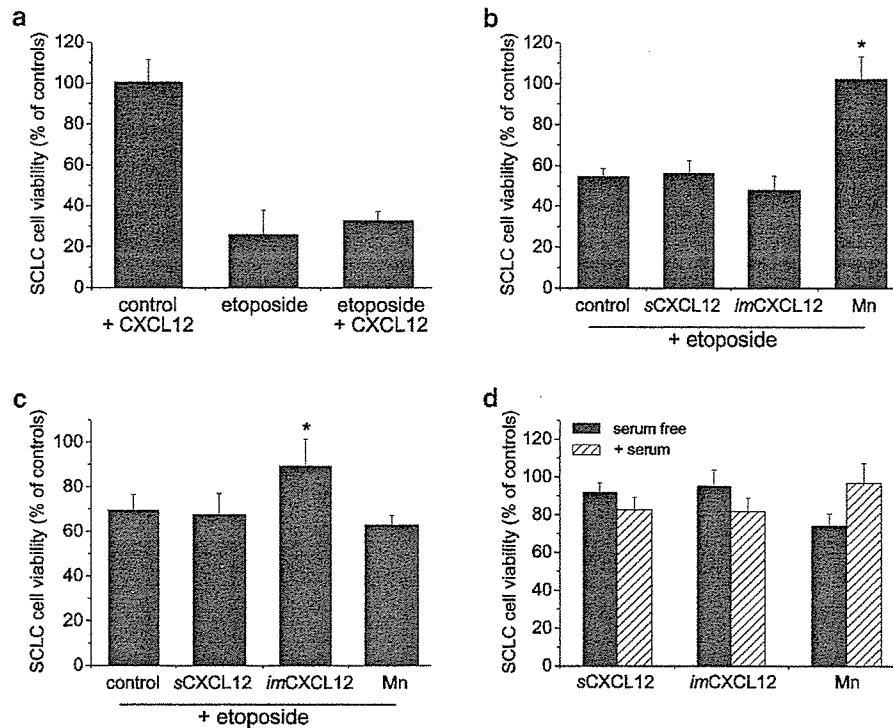 a
SCLC cell viability (% of controls)
120
100
80
60
40
20
0
control
+ CXCL12
etoposide
etoposide
+ CXCL12
b
SCLC cell viability (% of controls)
120
100
80
60
40
20
0
*
control
sCXCL12
imCXCL12
Mn
+ etoposide
c
SCLC cell viability (% of controls)
100
80
60
40
20
0
*
control
sCXCL12
imCXCL12
Mn
+ etoposide
d
SCLC cell viability (% of controls)
120
100
80
60
40
20
0
serum free
+ serum
sCXCL12
imCXCL12
Mn